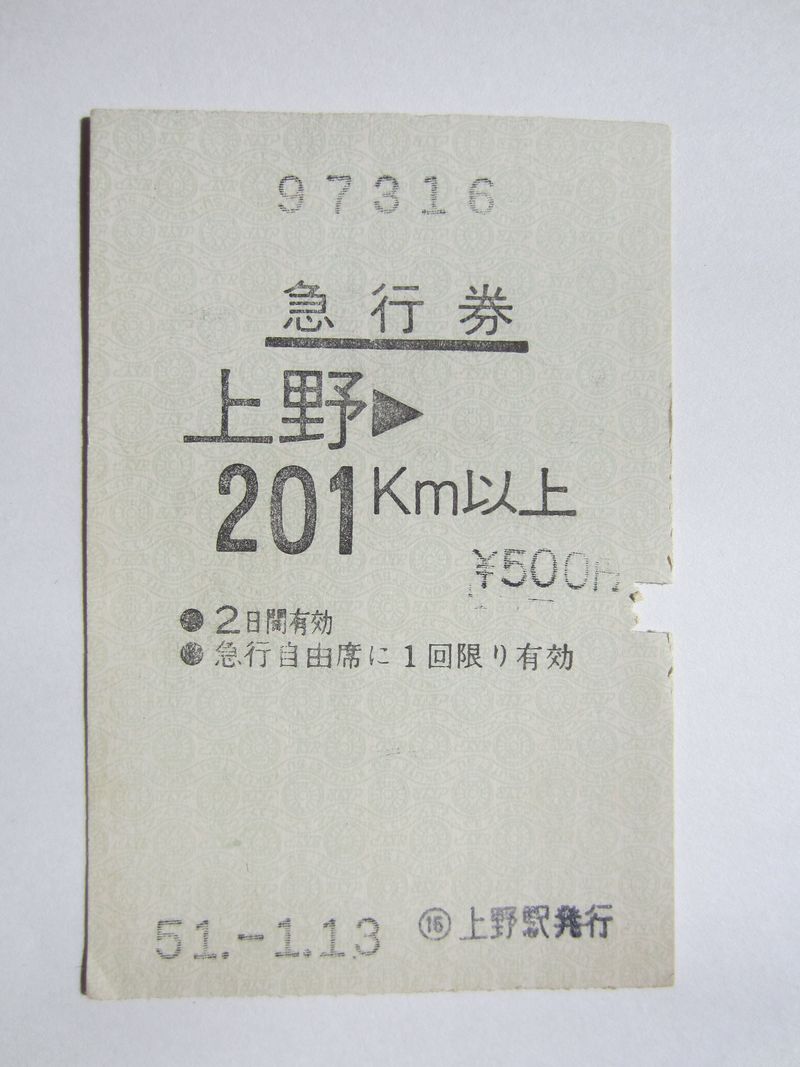 97316
急行券
上野▶
201Km以上
¥500円
●2日間有効
●急行自由席に1回限り有効
51.-1.13 ⑯上野駅発行